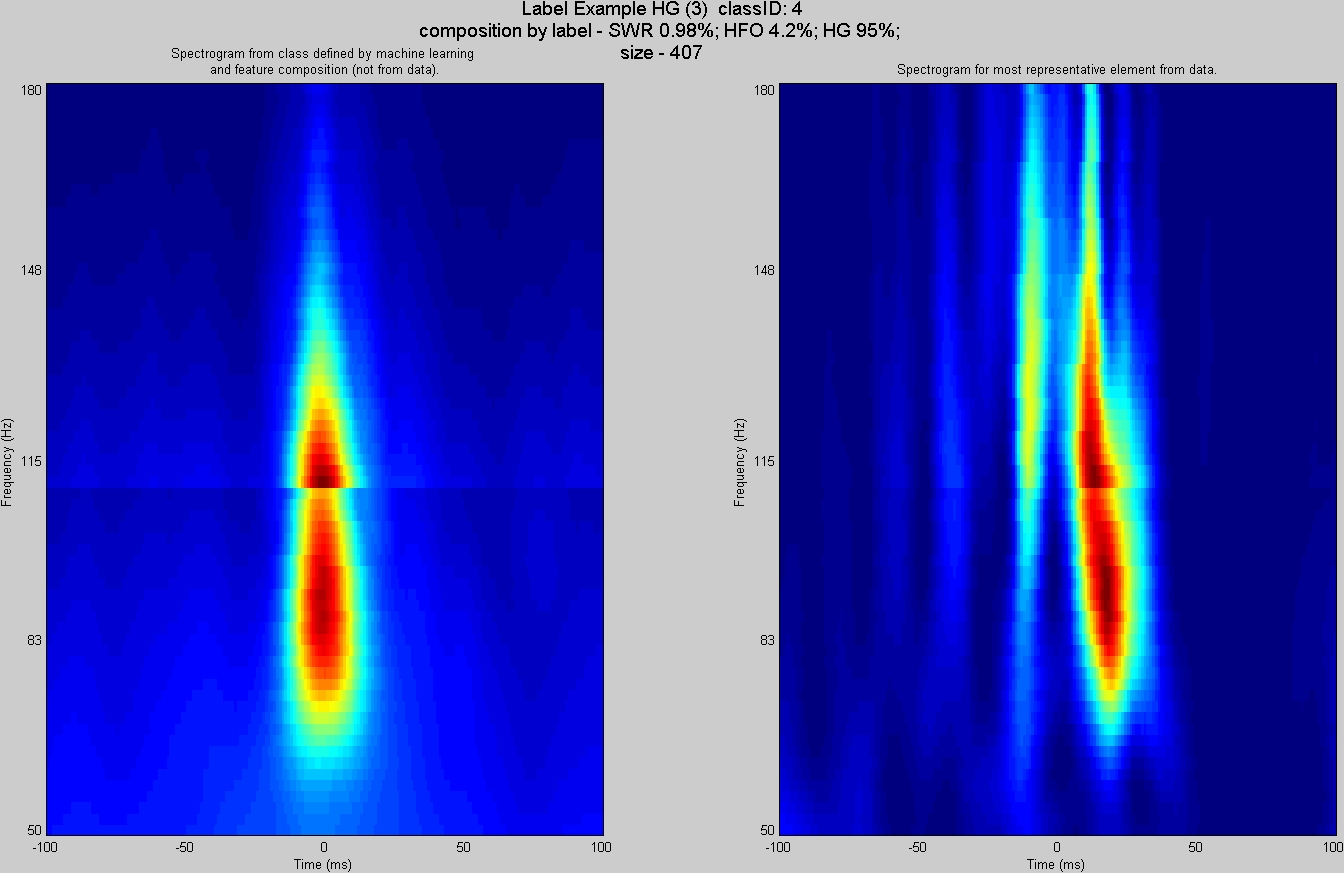 Label Example HG (3) classID: 4
composition by label - SWR 0.98%; HFO 4.2%; HG 95%;
size - 407
Spectrogram from class defined by machine learning
and feature composition (not from data).
180
148
115
83
50
Frequency (Hz)
-100
-50
0
50
100
Time (ms)
Spectrogram for most representative element from data.
180
148
115
83
50
Frequency (Hz)
-100
-50
0
50
100
Time (ms)